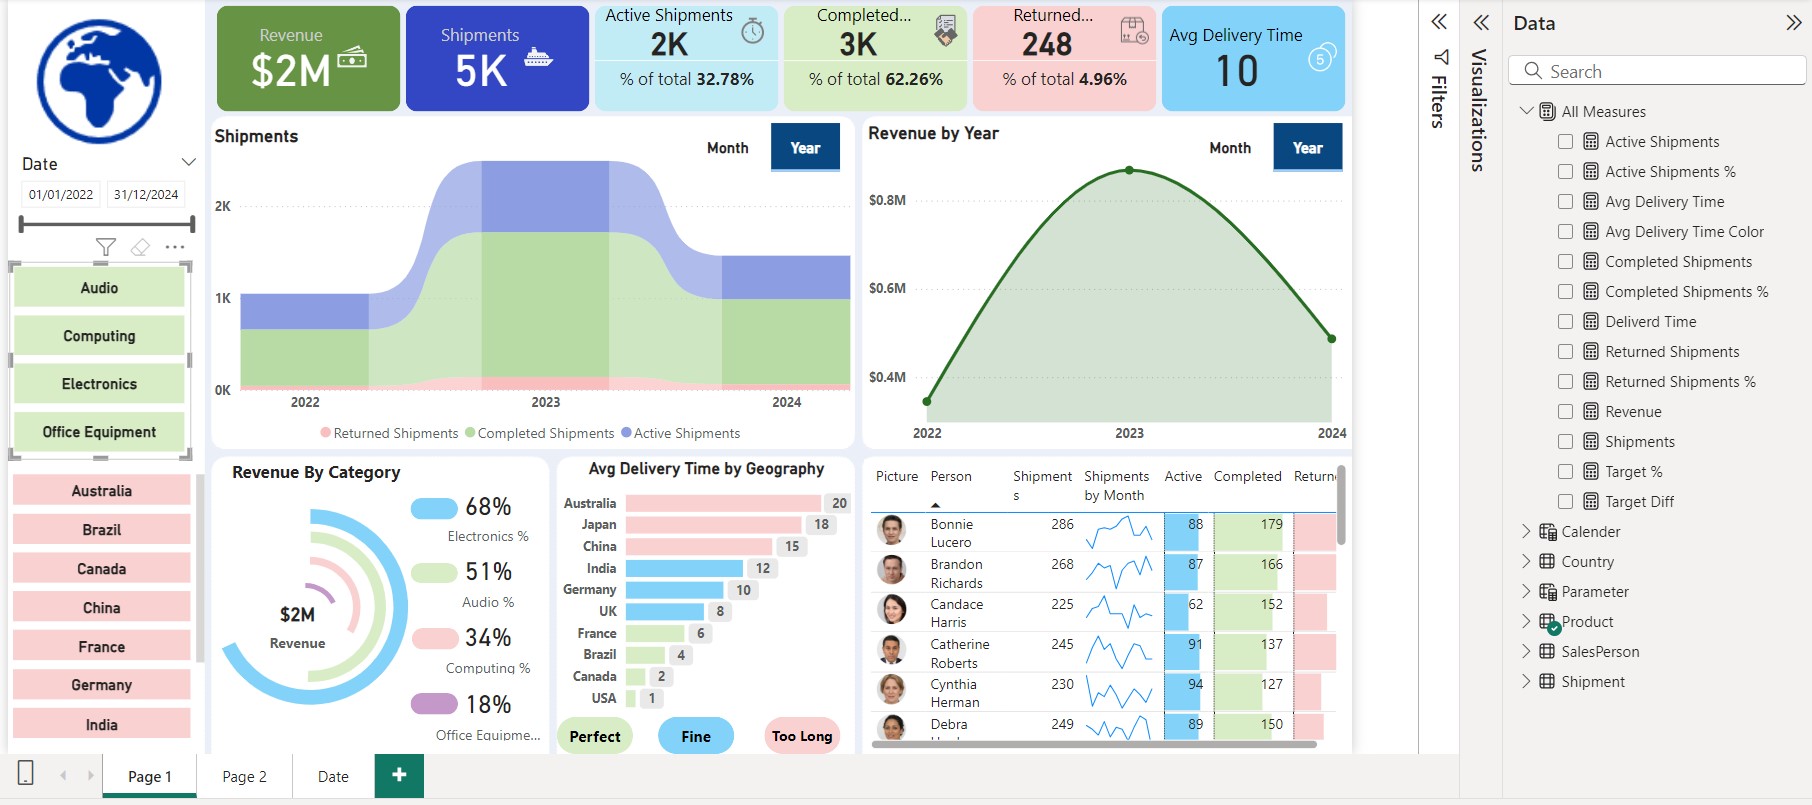 Revenue
$2M
Shipments
5K
Active Shipments
2K
% of total 32.78%
Completed...
3K
% of total 62.26%
Returned...
248
% of total 4.96%
Avg Delivery Time
10
5
Date
01/01/2022
31/12/2024
Audio
Computing
Electronics
Office Equipment
Australia
Brazil
Canada
China
France
Germany
India
Shipments
Month
Year
2K
1K
0K
2022
2023
2024
Returned Shipments
Completed Shipments
Active Shipments
Revenue by Year
Month
Year
$0.8M
$0.6M
$0.4M
2022
2023
2024
Revenue By Category
$2M
Revenue
68%
Electronics %
51%
Audio %
34%
Computing %
18%
Office Equipme...
Avg Delivery Time by Geography
Australia 20
Japan 18
China 15
India 12
Germany 10
UK 8
France 6
Brazil 4
Canada 2
USA 1
Perfect
Fine
Too Long
Picture Person Shipment
s Shipments
by Month Active Completed Return
Bonnie
Lucero 286 88 179
Brandon
Richards 268 87 166
Candace
Harris 225 62 152
Catherine
Roberts 245 91 137
Cynthia
Herman 230 94 127
Debra
249 89 150
Page 1
Page 2
Date
+
Filters
Visualizations
Data
Search
All Measures
Active Shipments
Active Shipments %
Avg Delivery Time
Avg Delivery Time Color
Completed Shipments
Completed Shipments %
Deliverd Time
Returned Shipments
Returned Shipments %
Revenue
Shipments
Target %
Target Diff
Calender
Country
Parameter
Product
SalesPerson
Shipment